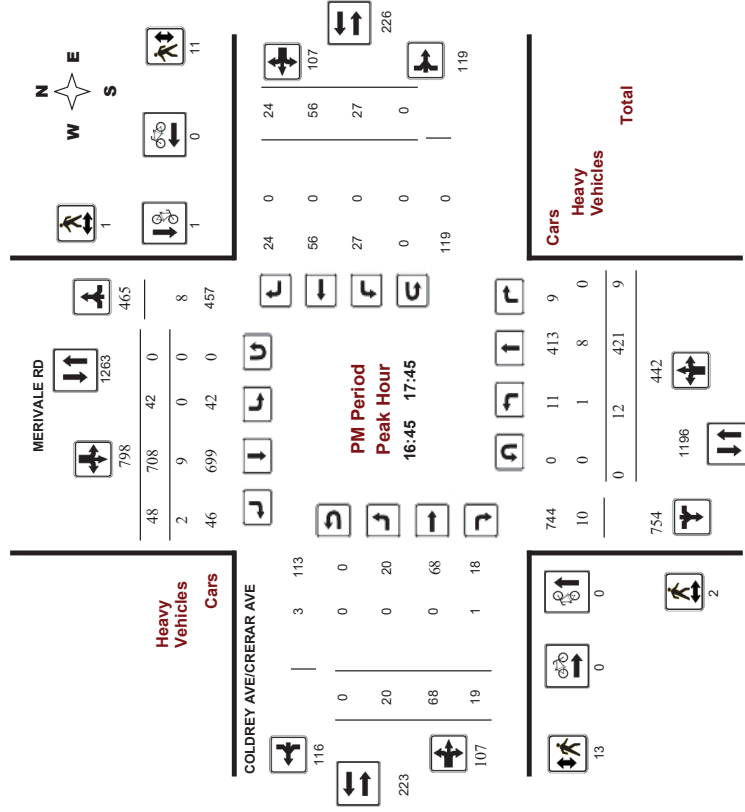 N
W E
S
1
11
1
0
MERIVALE RD
465
1263
798
8
457
48 708 42 0
2 9 0 0
46 699 42 0
Heavy
Vehicles
Cars
226
107
119
24 0 24
56 0 56
27 0 27
0 0 0
119 0
PM Period
Peak Hour
16:45 17:45
COLDREY AVE/CRERAR AVE
116
223
107
3 113
0 0 0
20 0 20
68 0 68
19 1 18
Cars
Heavy
Vehicles
Total
744 0 11 413 9
10 0 1 8 0
0 12 421 9
754
1196
442
0
0
2
13